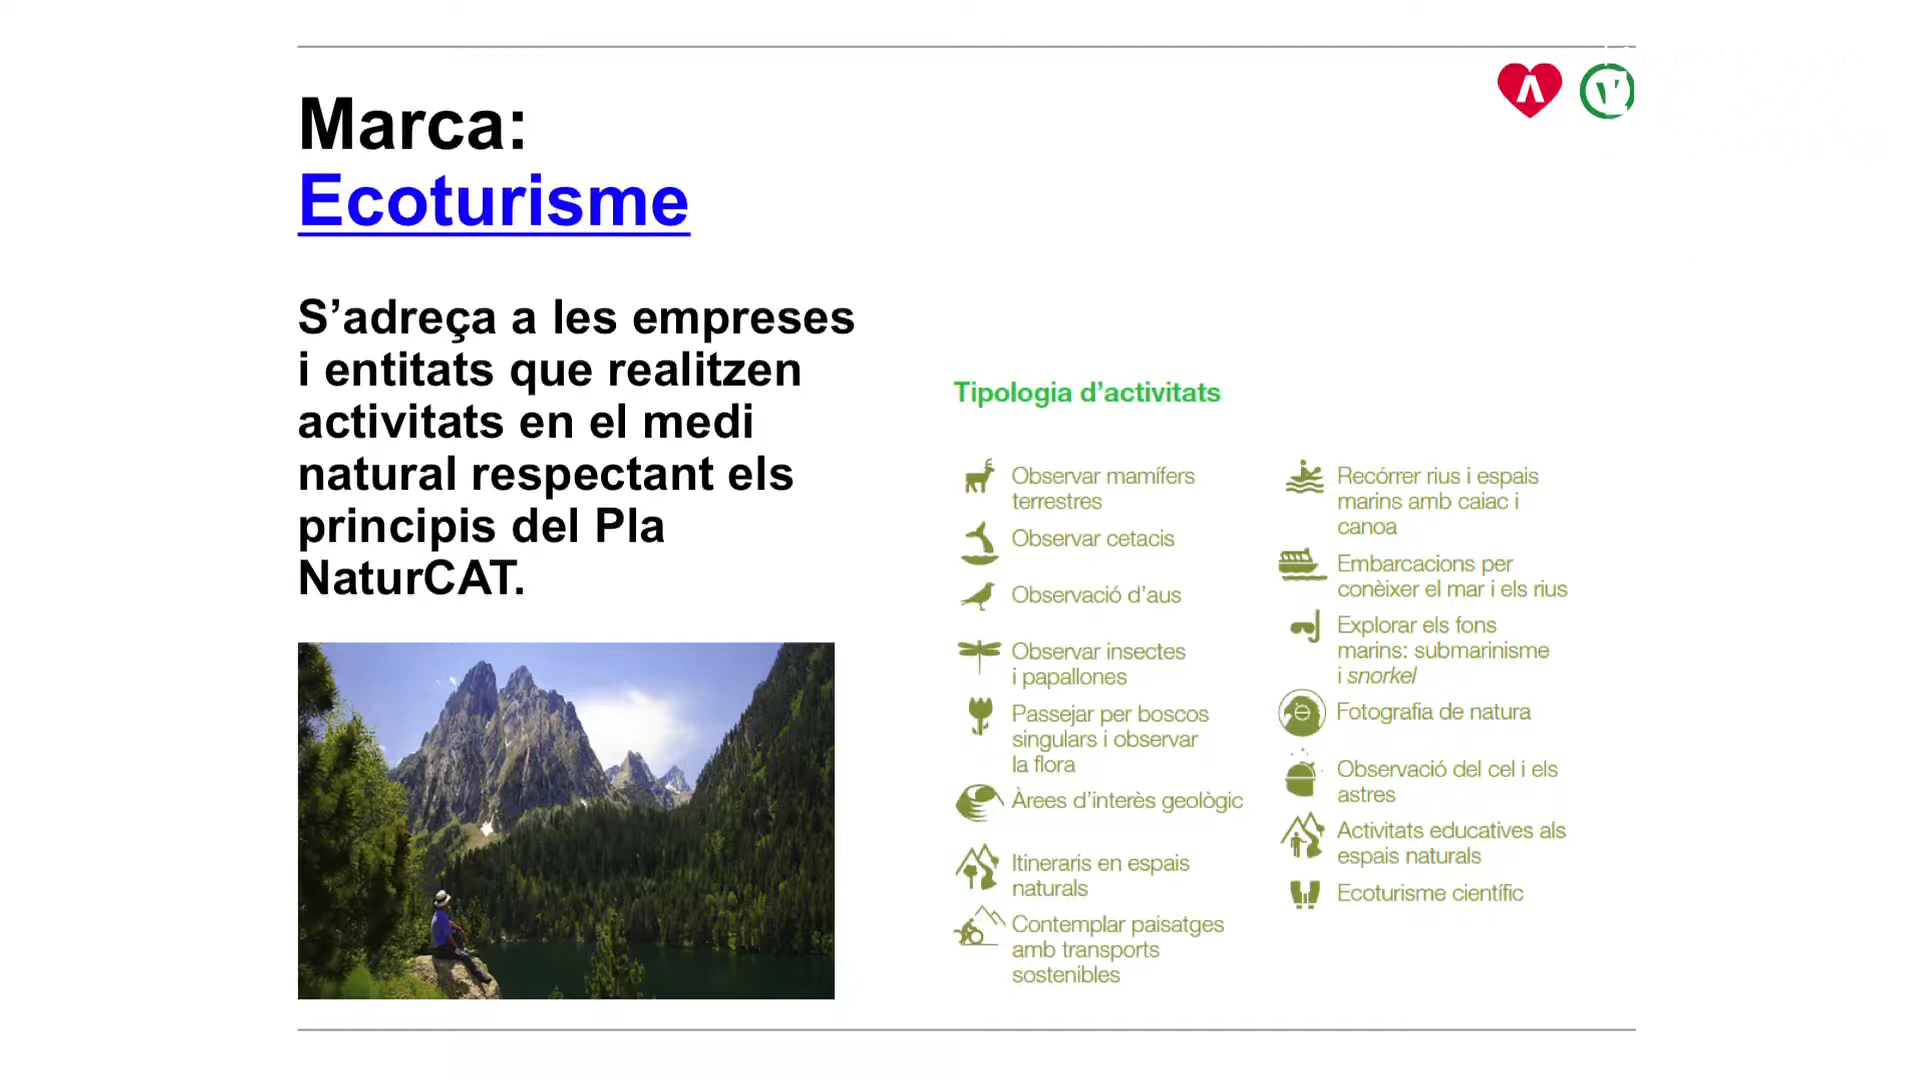 Marca:
Ecoturisme
S’adreça a les empreses
i entitats que realitzen
activitats en el medi
natural respectant els
principis del Pla
NaturCAT.
Tipologia d’activitats
Observar mamífers
terrestres
Observar cetacis
Observació d’aus
Observar insectes
i papallones
Passejar per boscos
singulars i observar
la flora
Àrees d’interès geològic
Itineraris en espais
naturals
Contemplar paisatges
amb transports
sostenibles
Recórrer rius i espais
marins amb caiac i
canoa
Embarcacions per
conèixer el mar i els rius
Explorar els fons
marins: submarinisme
i snorkel
Fotografia de natura
Observació del cel i els
astres
Activitats educatives als
espais naturals
Ecoturisme científic